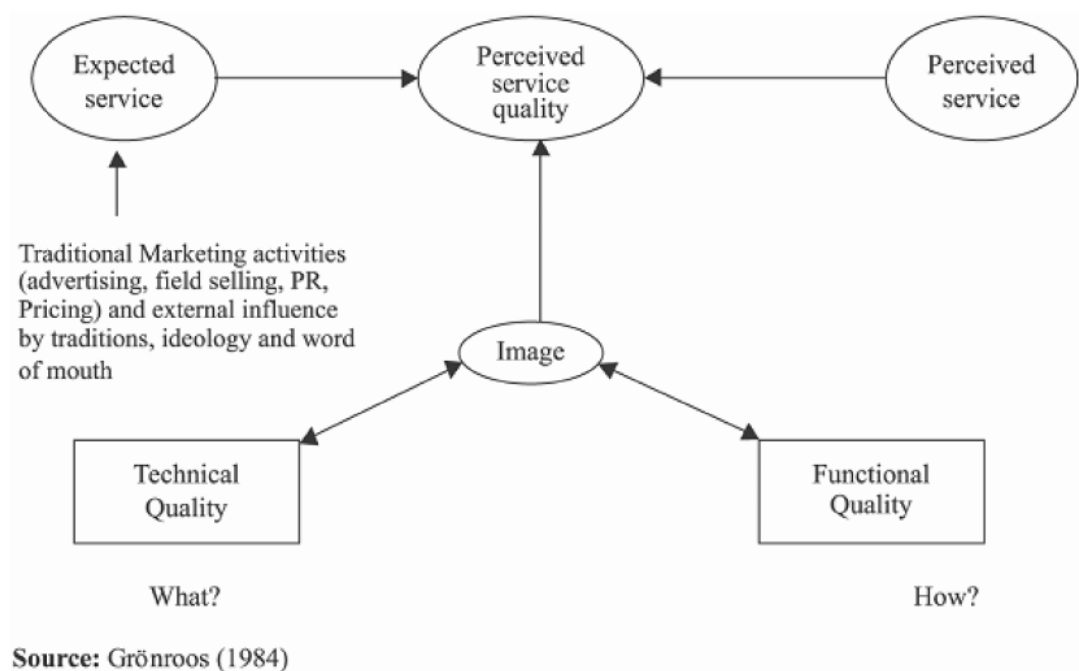 Expected
service
Perceived
service
quality
Perceived
service
Traditional Marketing activities
(advertising, field selling, PR,
Pricing) and external influence
by traditions, ideology and word
of mouth
Image
Technical
Quality
Functional
Quality
What?
How?
Source: Grönroos (1984)